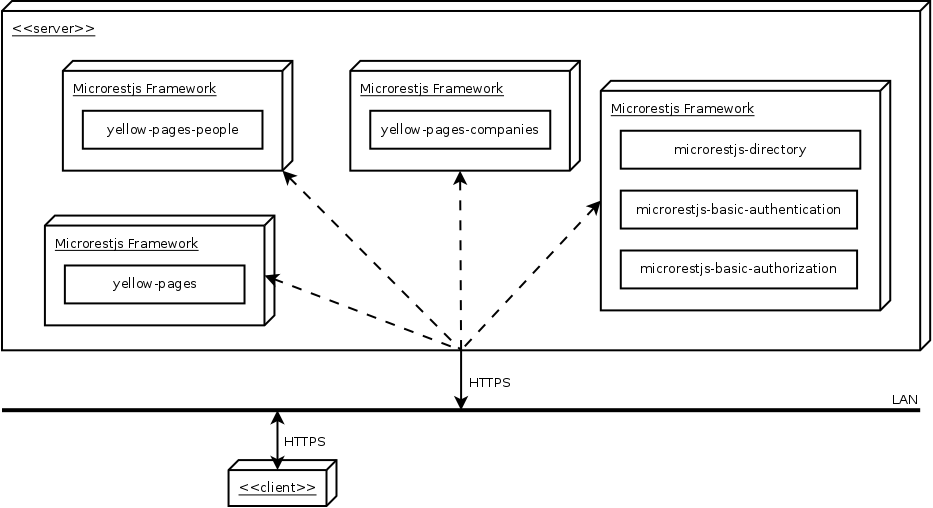 <<server>>
Microrestjs Framework
yellow-pages-people
Microrestjs Framework
yellow-pages-companies
Microrestjs Framework
microrestjs-directory
microrestjs-basic-authentication
microrestjs-basic-authorization
Microrestjs Framework
yellow-pages
HTTPS
LAN
HTTPS
<<client>>